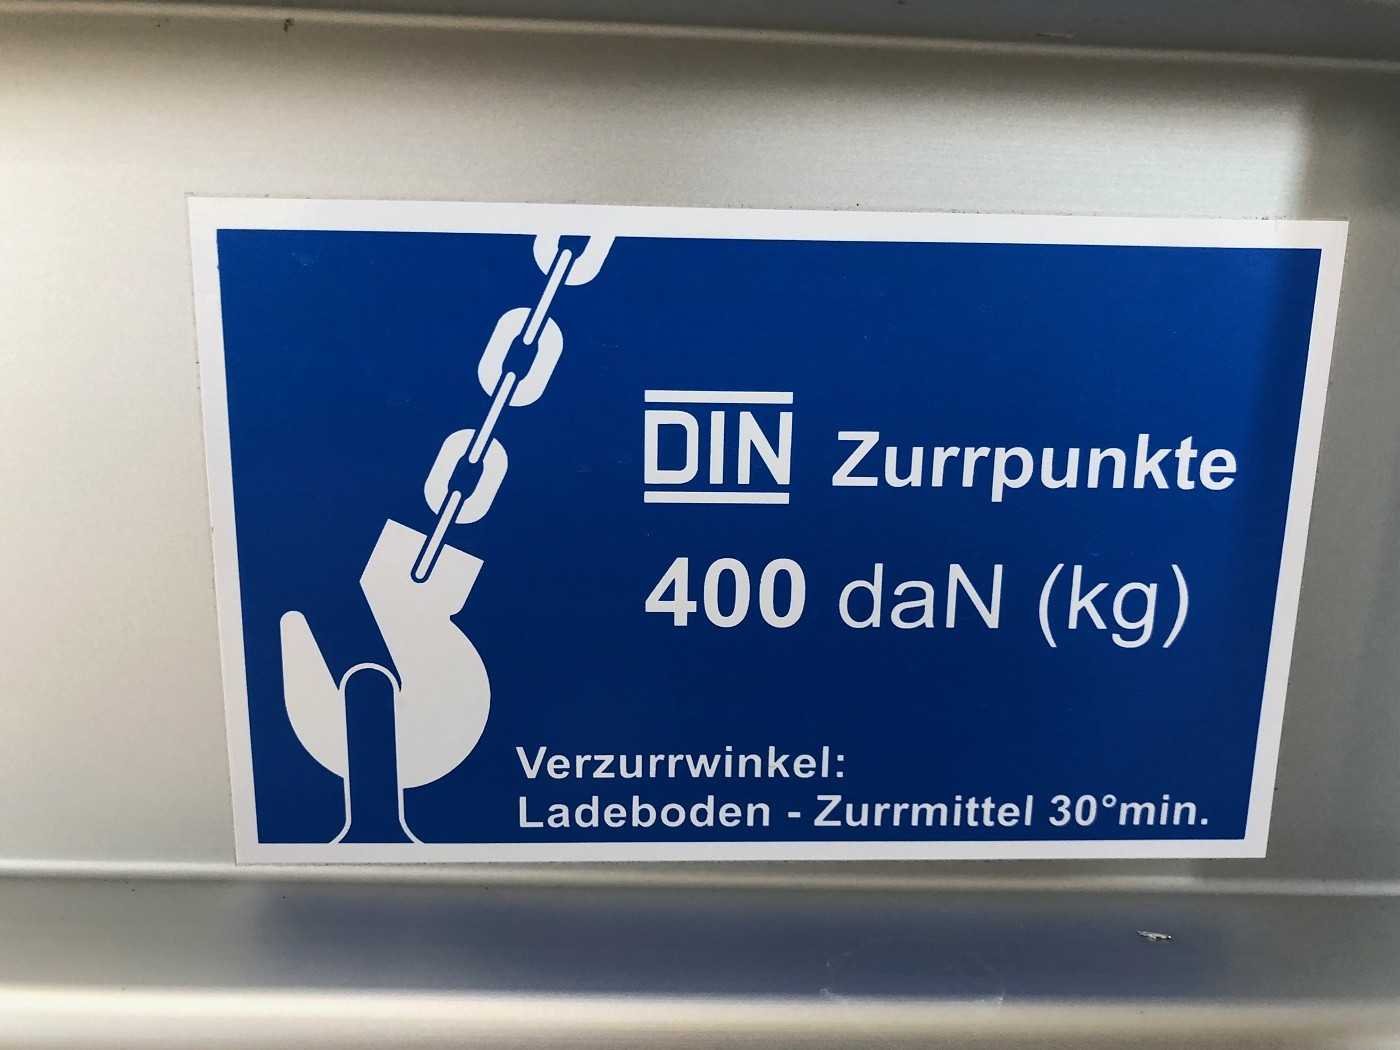 DIN Zurrpunkte
400 daN (kg)
Verzurrwinkel:
Ladeboden - Zurrmittel 30°min.